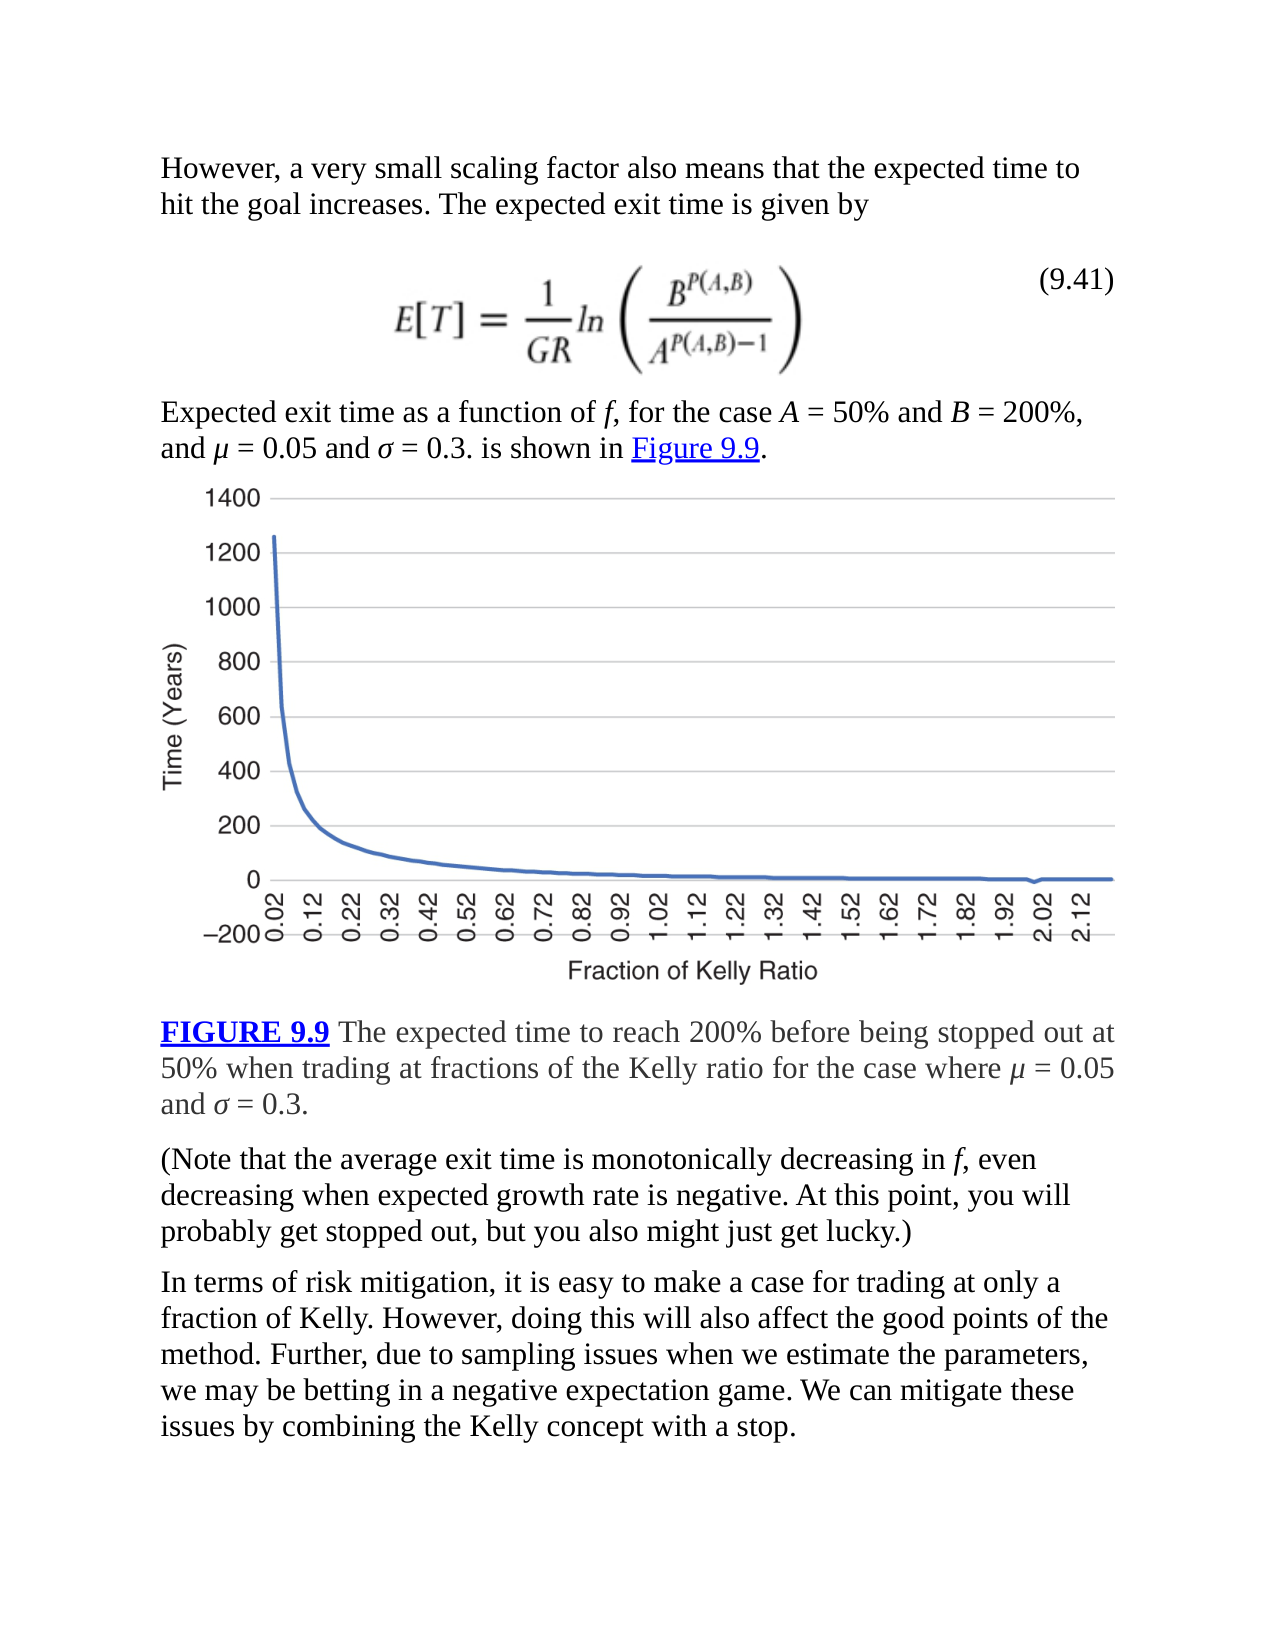 However, a very small scaling factor also means that the expected time to
hit the goal increases. The expected exit time is given by
(9.41)
E[T] = 1/GR ln ( B^P(A,B) / A^P(A,B)−1 )
Expected exit time as a function of f, for the case A = 50% and B = 200%,
and μ = 0.05 and σ = 0.3. is shown in Figure 9.9.
1400
1200
1000
800
600
400
200
0
–200
Time (Years)
0.02 0.12 0.22 0.32 0.42 0.52 0.62 0.72 0.82 0.92 1.02 1.12 1.22 1.32 1.42 1.52 1.62 1.72 1.82 1.92 2.02 2.12
Fraction of Kelly Ratio
FIGURE 9.9 The expected time to reach 200% before being stopped out at
50% when trading at fractions of the Kelly ratio for the case where μ = 0.05
and σ = 0.3.
(Note that the average exit time is monotonically decreasing in f, even
decreasing when expected growth rate is negative. At this point, you will
probably get stopped out, but you also might just get lucky.)
In terms of risk mitigation, it is easy to make a case for trading at only a
fraction of Kelly. However, doing this will also affect the good points of the
method. Further, due to sampling issues when we estimate the parameters,
we may be betting in a negative expectation game. We can mitigate these
issues by combining the Kelly concept with a stop.